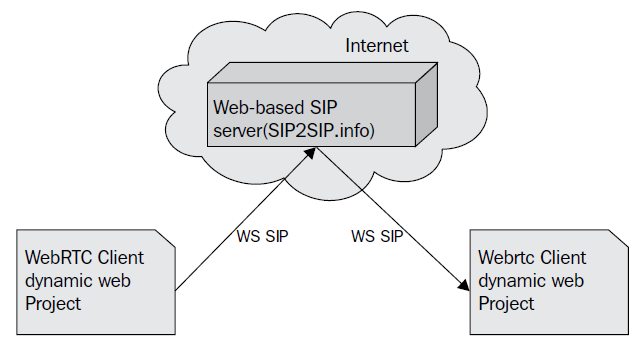 Internet
Web-based SIP
server(SIP2SIP.info)
WS SIP
WS SIP
WebRTC Client
dynamic web
Project
Webrtc Client
dynamic web
Project